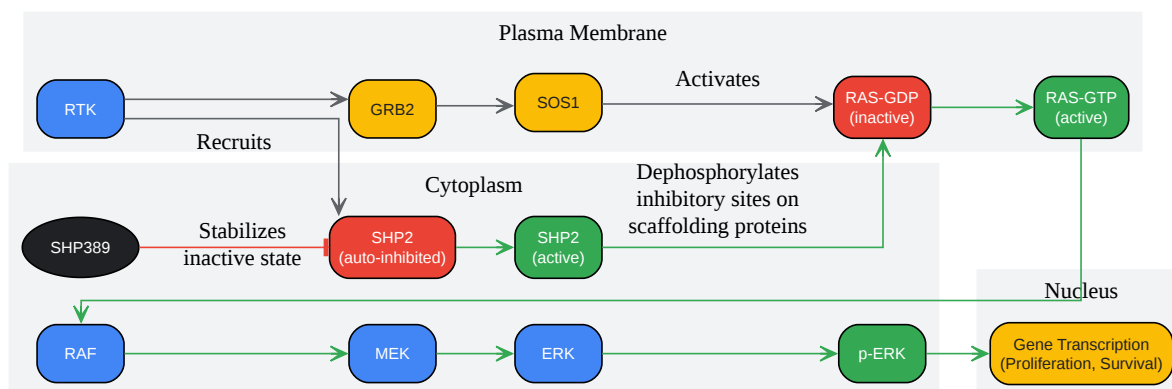 Plasma Membrane
RTK
GRB2
SOS1
Activates
RAS-GDP
(inactive)
RAS-GTP
(active)
Recruits
Cytoplasm
Dephosphorylates
inhibitory sites on
scaffolding proteins
SHP389
Stabilizes
inactive state
SHP2
(auto-inhibited)
SHP2
(active)
Nucleus
RAF
MEK
ERK
p-ERK
Gene Transcription
(Proliferation, Survival)